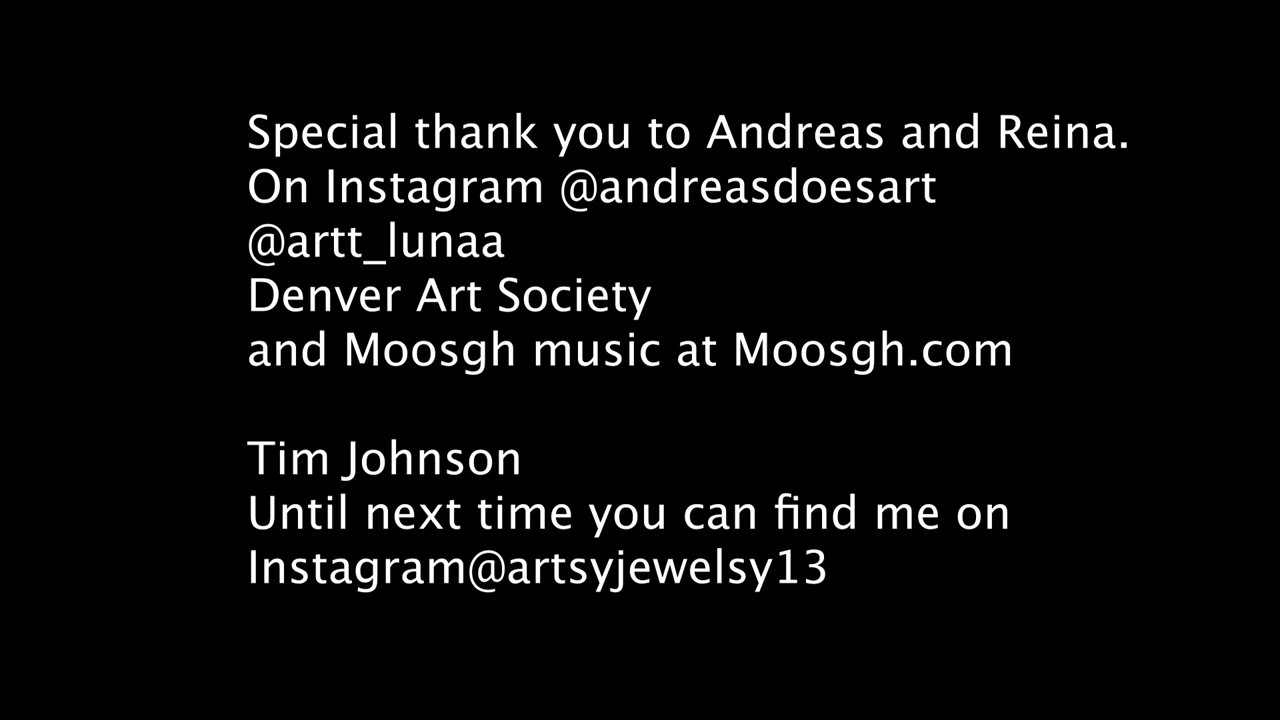 Special thank you to Andreas and Reina.
On Instagram @andreasdoesart
@artt_lunaa
Denver Art Society
and Moosgh music at Moosgh.com
Tim Johnson
Until next time you can find me on
Instagram@artsyjewelsy13